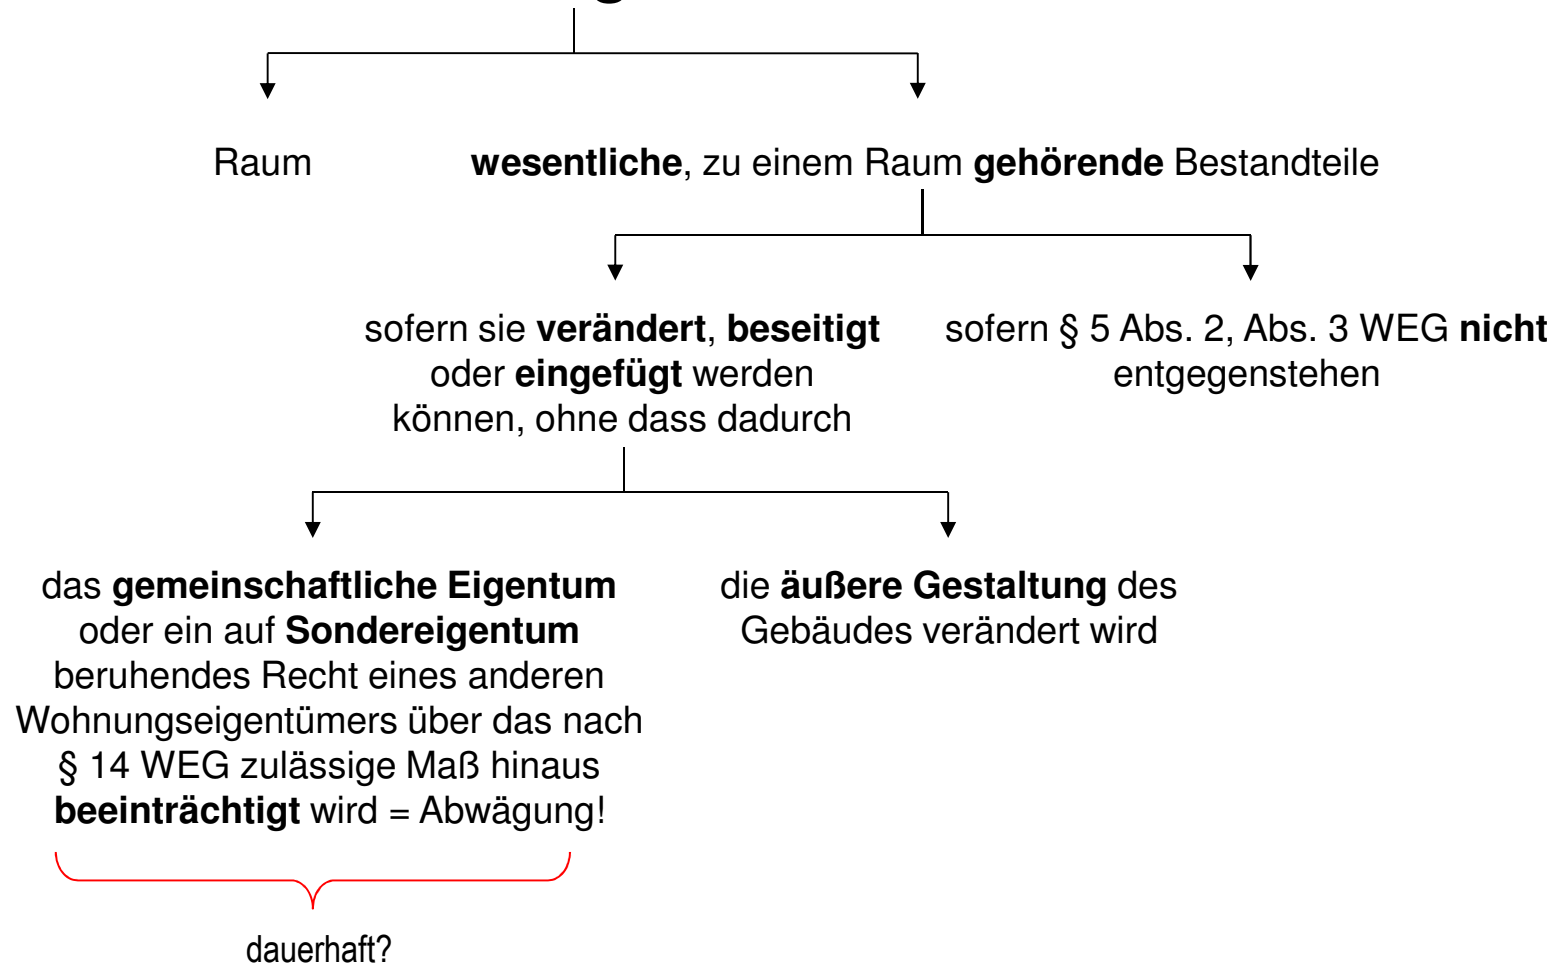 Raum
wesentliche, zu einem Raum gehörende Bestandteile
sofern sie verändert, beseitigt
oder eingefügt werden
können, ohne dass dadurch
sofern § 5 Abs. 2, Abs. 3 WEG nicht
entgegenstehen
das gemeinschaftliche Eigentum
oder ein auf Sondereigentum
beruhendes Recht eines anderen
Wohnungseigentümers über das nach
§ 14 WEG zulässige Maß hinaus
beeinträchtigt wird = Abwägung!
die äußere Gestaltung des
Gebäudes verändert wird
dauerhaft?